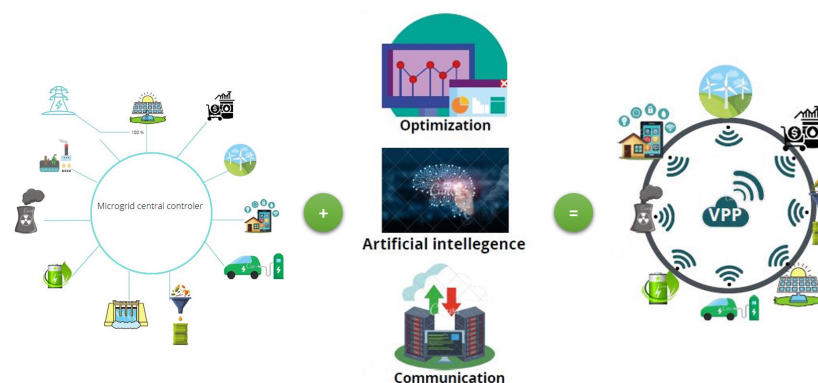 100 %
Microgrid central controler
+
Optimization
Artificial intellegence
Communication
=
VPP